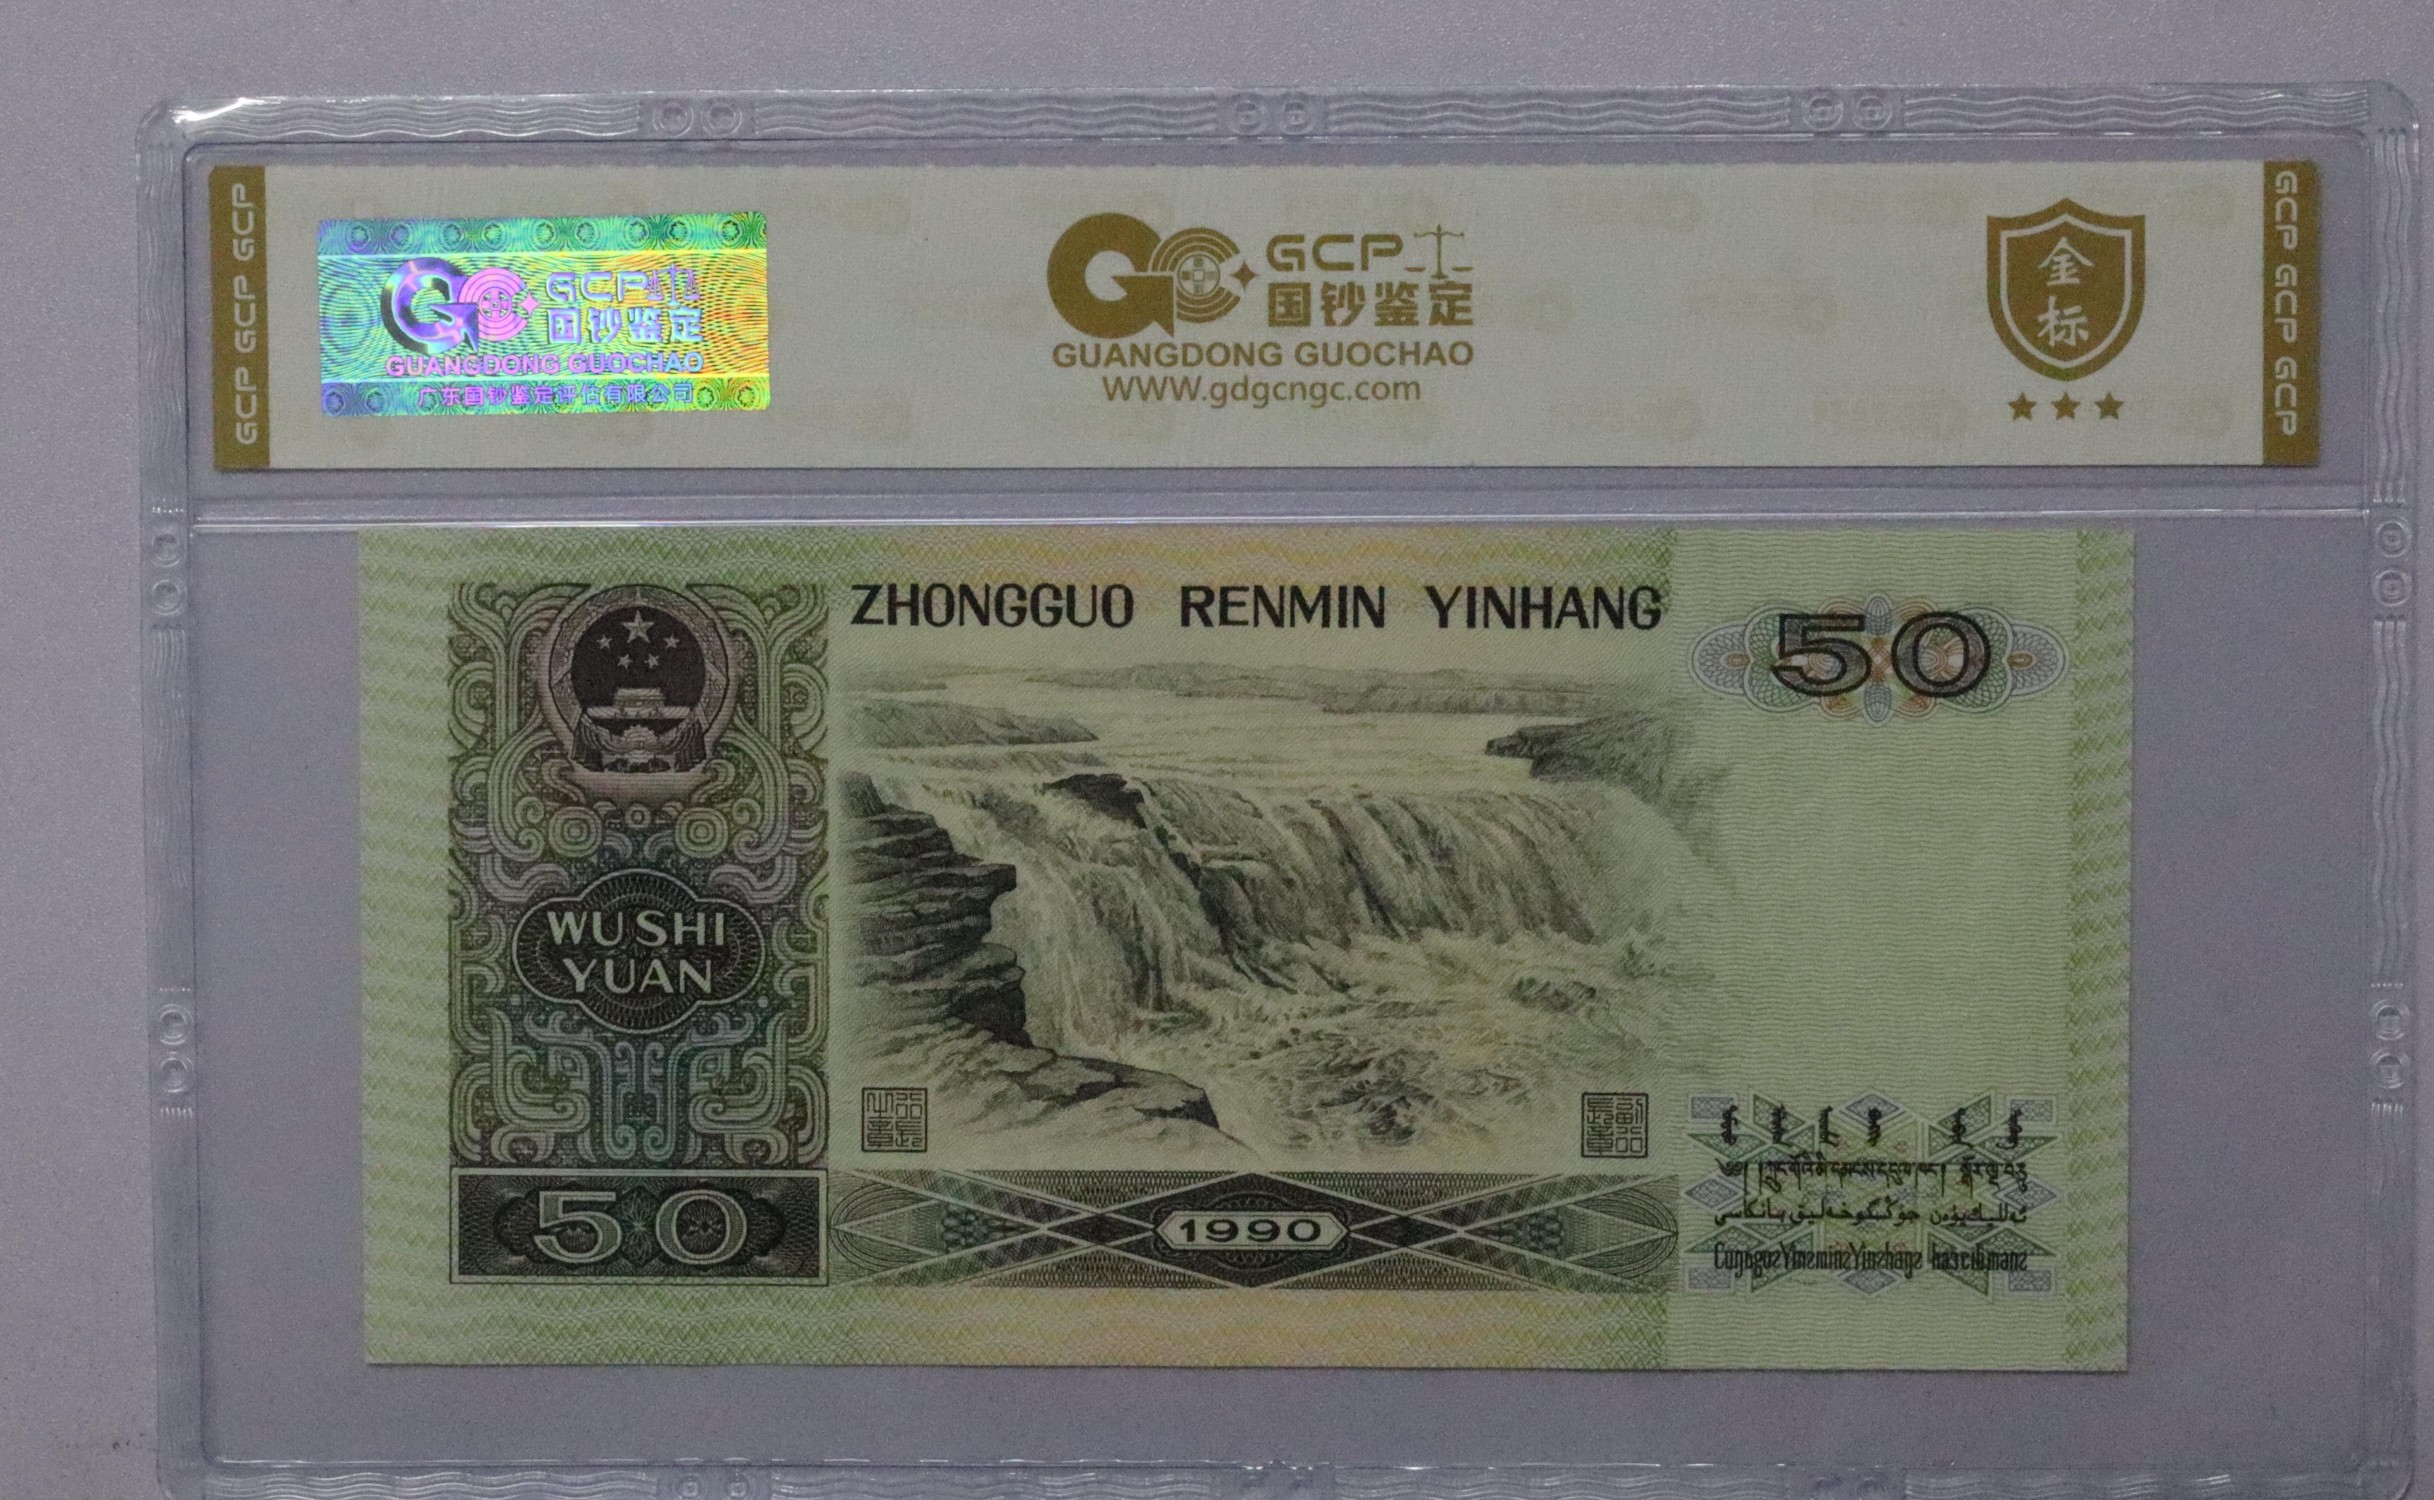 GCP GCP GCP
GCP
国钞鉴定
GUANGDONG GUOCHAO
广东国钞鉴定评估有限公司
GCP
国钞鉴定
GUANGDONG GUOCHAO
WWW.gdgcngc.com
金
标
GCP GCP GCP
ZHONGGUO RENMIN YINHANG
50
WU SHI
YUAN
50
1990